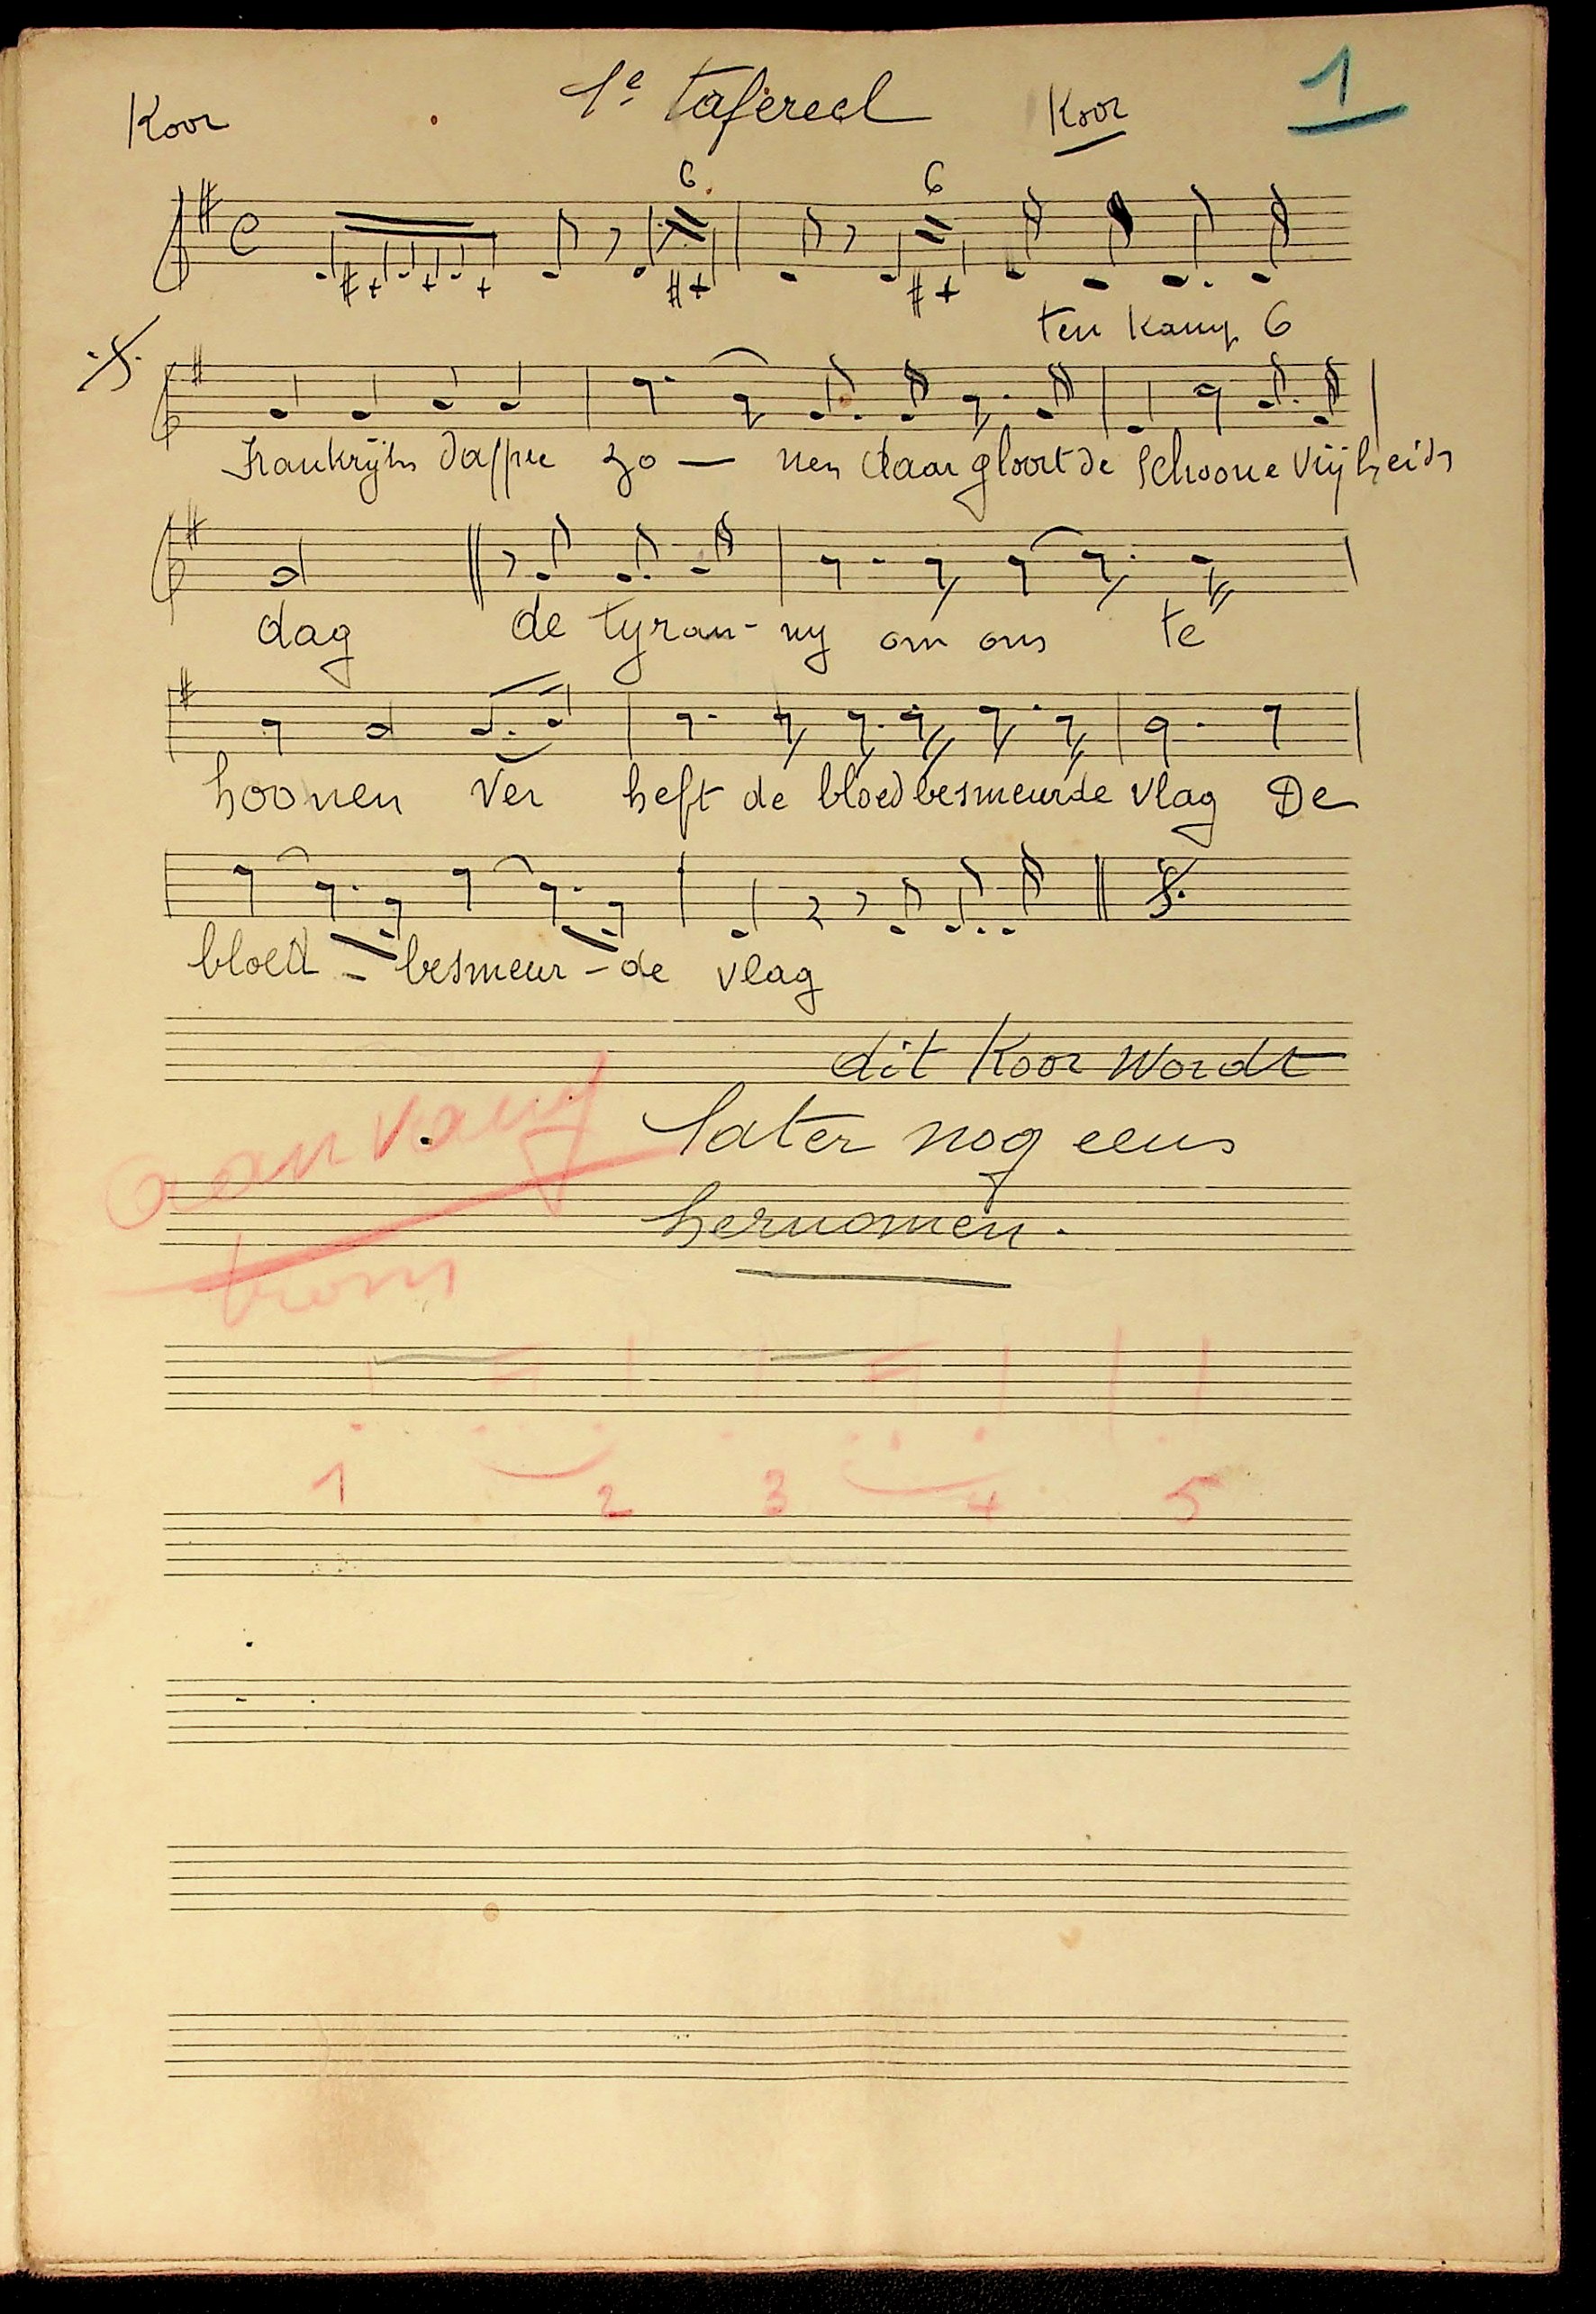 Koor 1e tafereel Koor 1
6 6
ten kamp 6
Frankrijks dappre zo — nen daar gloort de schoone vrijheids
dag de tyran- ny om ons te
hoonen Ver heft de bloedbesmeurde vlag De
bloed - besmeur - de vlag
dit Koor Wordt
later nog eens
hernomen.
aanvang
trom
1 2 3 4 5